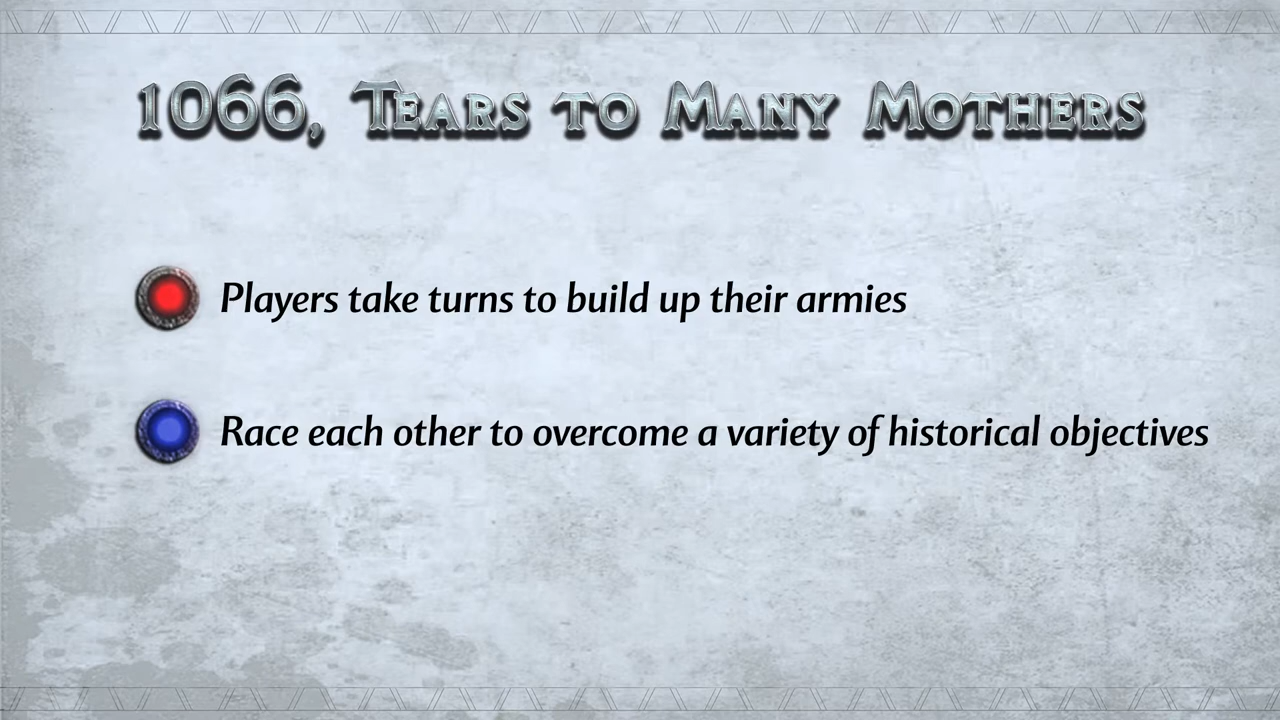 1066, Tears to Many Mothers
Players take turns to build up their armies
Race each other to overcome a variety of historical objectives